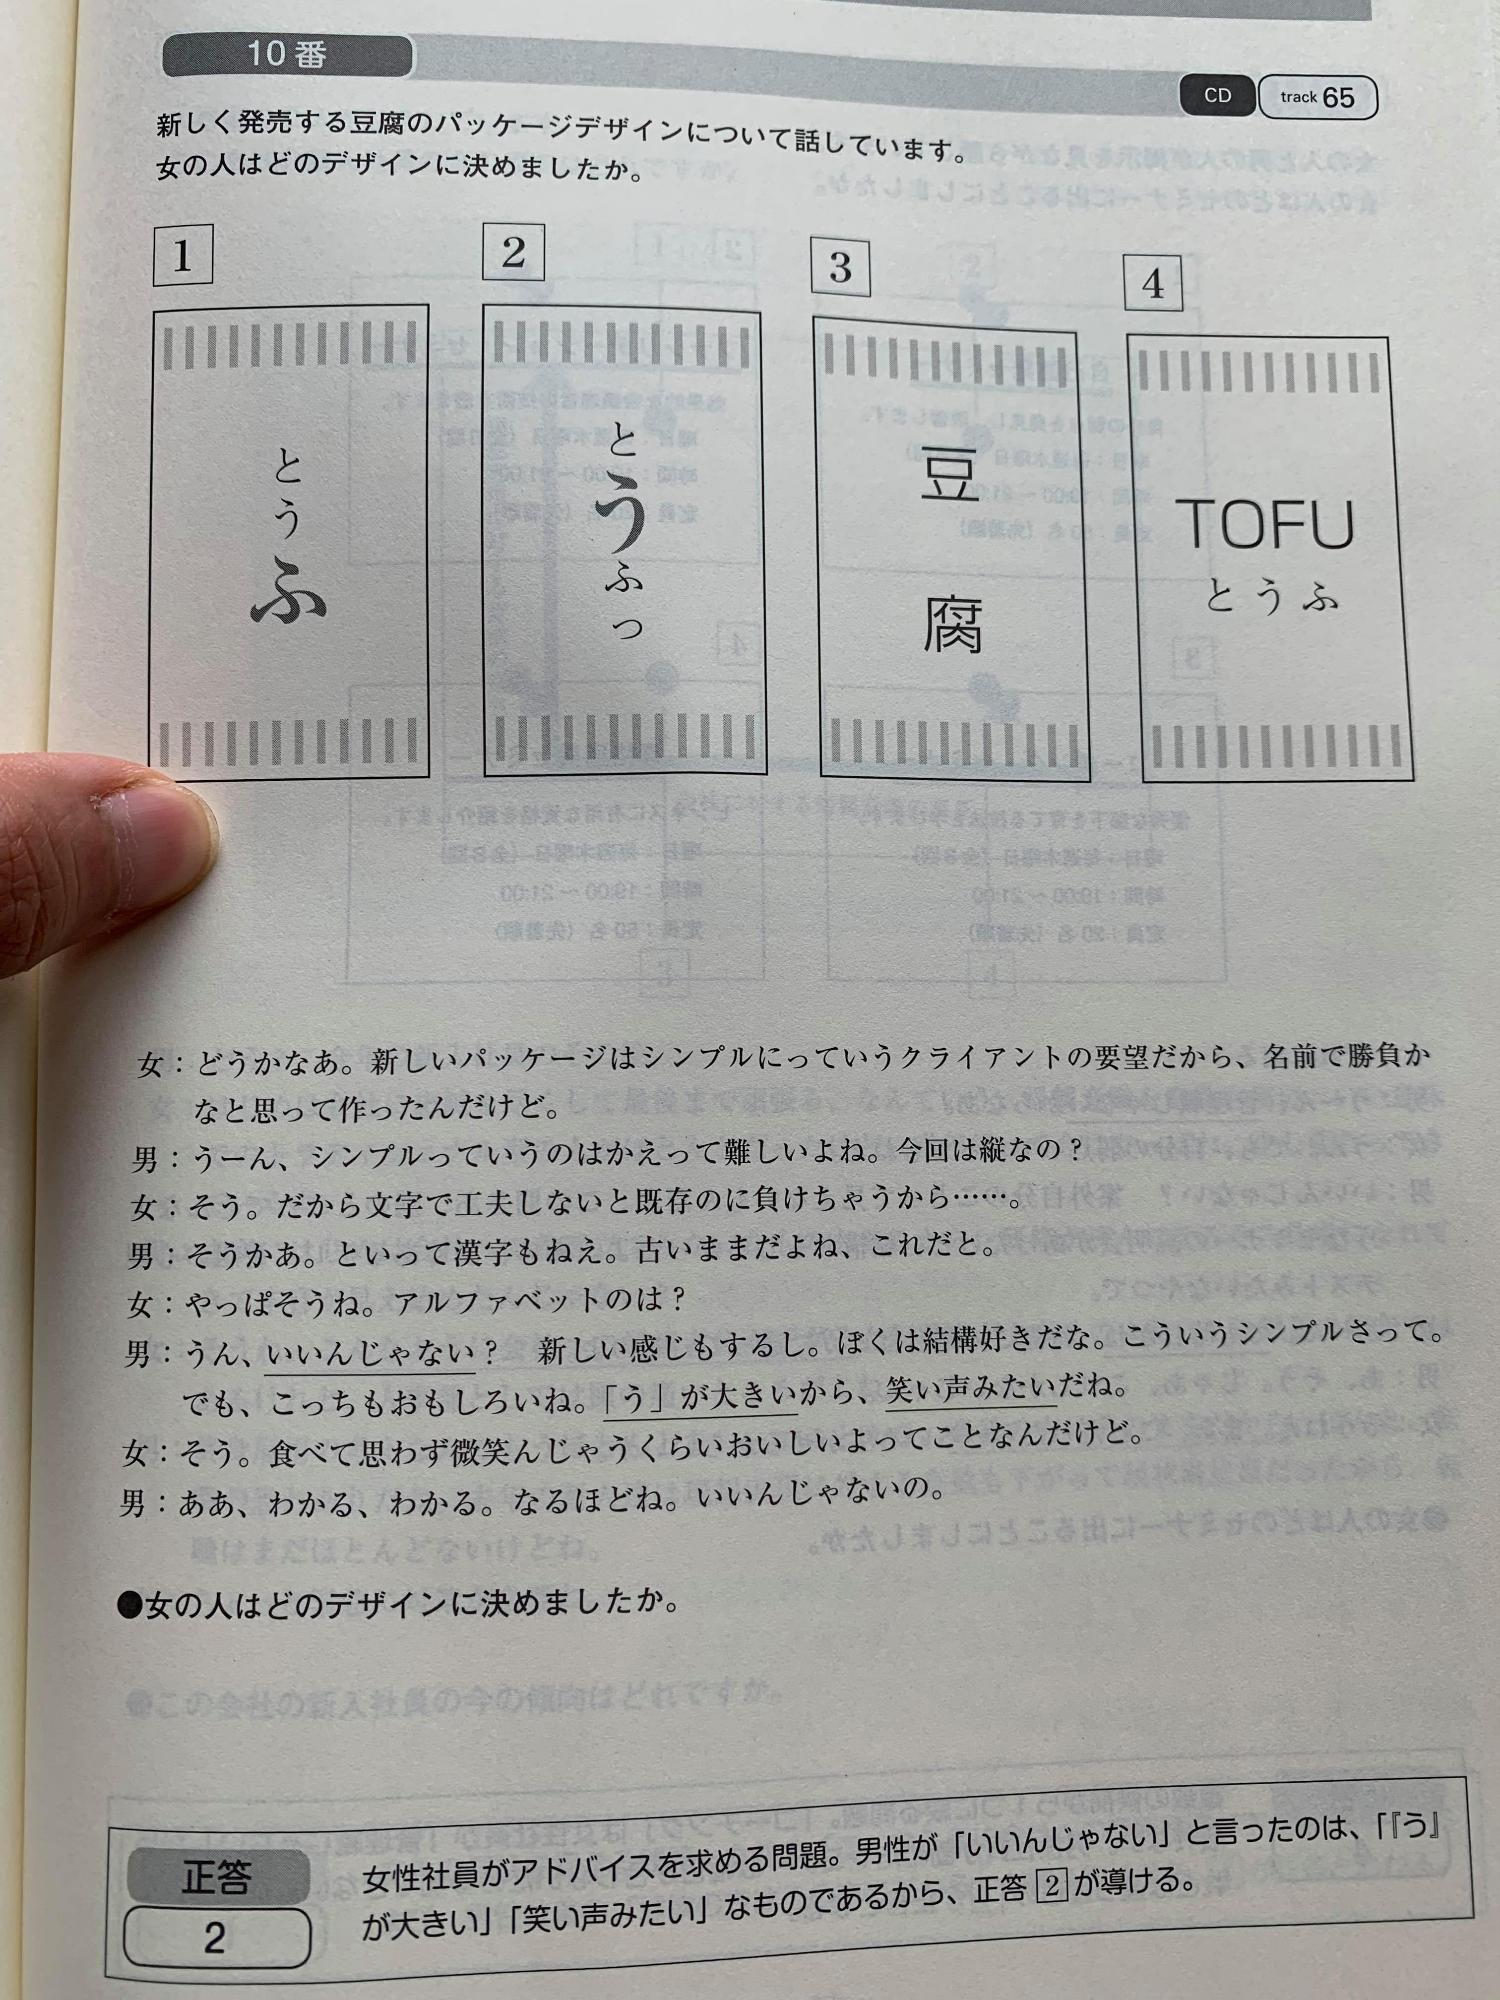 10番
CD track 65
新しく発売する豆腐のパッケージデザインについて話しています。
女の人はどのデザインに決めましたか。
1
とうふ
2
とうふっ
3
豆腐
4
TOFU
とうふ
女：どうかなあ。新しいパッケージはシンプルにっていうクライアントの要望だから、名前で勝負か
なと思って作ったんだけど。
男：うーん、シンプルっていうのはかえって難しいよね。今回は縦なの？
女：そう。だから文字で工夫しないと既存のに負けちゃうから……。
男：そうかあ。といって漢字もねえ。古いままだよね、これだと。
女：やっぱそうね。アルファベットのは？
男：うん、いいんじゃない？　新しい感じもするし。ぼくは結構好きだな。こういうシンプルさって。
でも、こっちもおもしろいね。「う」が大きいから、笑い声みたいだね。
女：そう。食べて思わず微笑んじゃうくらいおいしいよってことなんだけど。
男：ああ、わかる、わかる。なるほどね。いいんじゃないの。
●女の人はどのデザインに決めましたか。
正答
2
女性社員がアドバイスを求める問題。男性が「いいんじゃない」と言ったのは、「『う』
が大きい」「笑い声みたい」なものであるから、正答2が導ける。